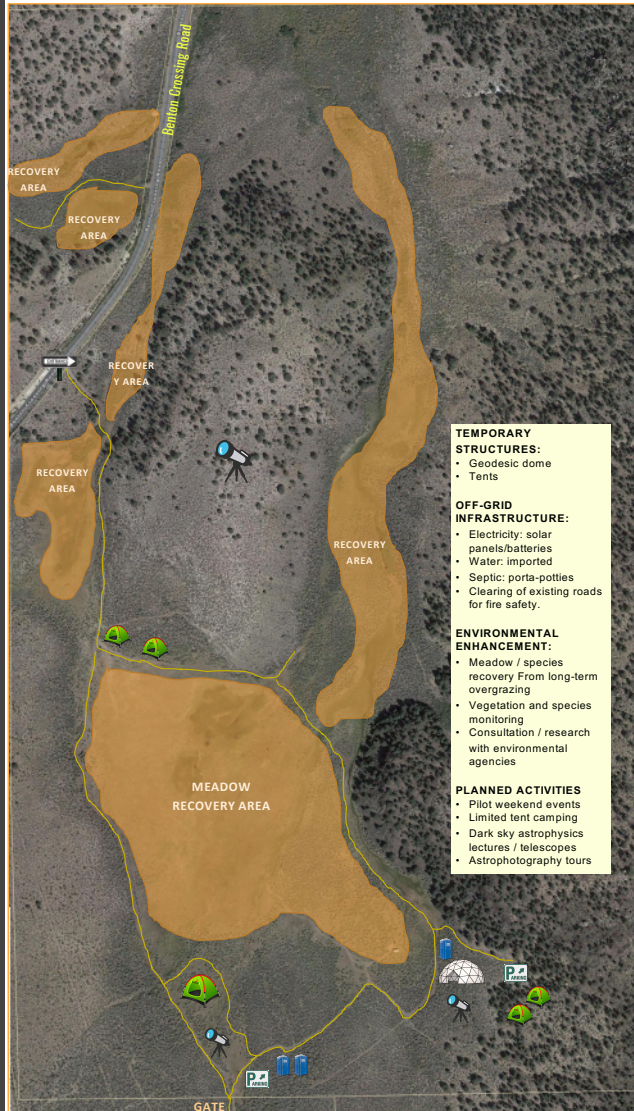 Benton Crossing Road
RECOVERY
AREA
RECOVERY
AREA
RECOVER
Y AREA
RECOVERY
AREA
RECOVERY
AREA
MEADOW
RECOVERY AREA
TEMPORARY
STRUCTURES:
• Geodesic dome
• Tents
OFF-GRID
INFRASTRUCTURE:
• Electricity: solar
panels/batteries
• Water: imported
• Septic: porta-potties
• Clearing of existing roads
for fire safety.
ENVIRONMENTAL
ENHANCEMENT:
• Meadow / species
recovery From long-term
overgrazing
• Vegetation and species
monitoring
• Consultation / research
with environmental
agencies
PLANNED ACTIVITIES
• Pilot weekend events
• Limited tent camping
• Dark sky astrophysics
lectures / telescopes
• Astrophotography tours
PARKING
PARKING
GATE